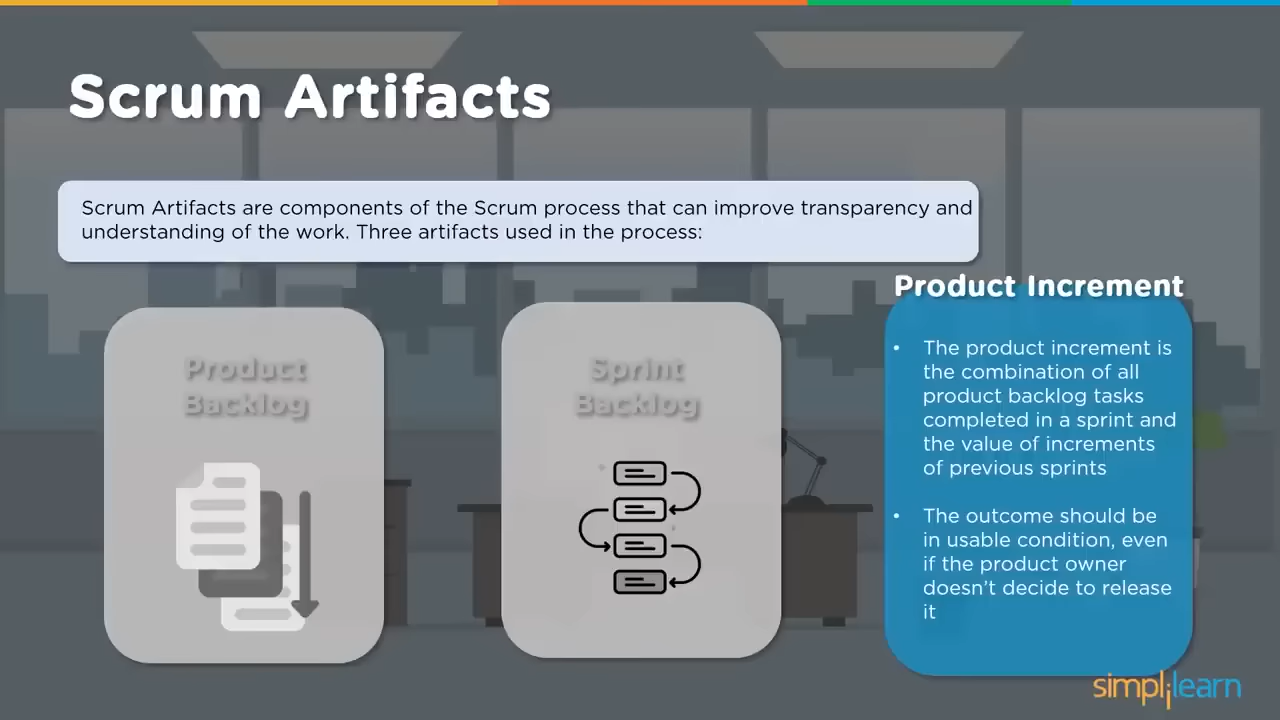 Scrum Artifacts
Scrum Artifacts are components of the Scrum process that can improve transparency and
understanding of the work. Three artifacts used in the process:
Product
Backlog
Sprint
Backlog
Product Increment
• The product increment is
the combination of all
product backlog tasks
completed in a sprint and
the value of increments
of previous sprints
• The outcome should be
in usable condition, even
if the product owner
doesn't decide to release
it
simplilearn